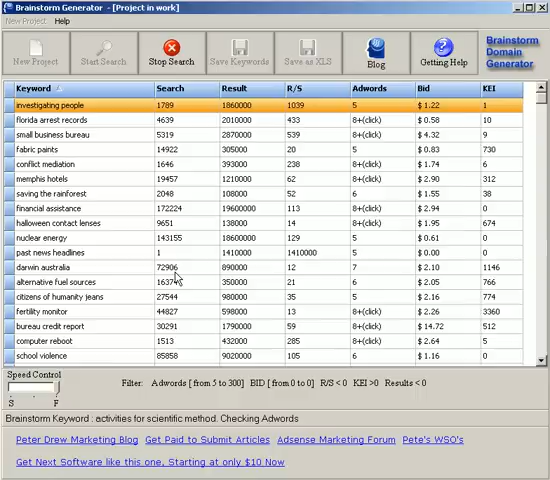 Brainstorm Generator - [Project in work]
New Project Help
New Project Start Search Stop Search Save Keywords Save as XLS Blog Getting Help Brainstorm Domain Generator
Keyword Search Result R/S Adwords Bid KEI
investigating people 1789 1860000 1039 5 $ 1.22 1
florida arrest records 4639 2010000 433 8+(click) $ 0.58 10
small business bureau 5319 2870000 539 8+(click) $ 4.32 9
fabric paints 14922 305000 20 5 $ 0.83 730
conflict mediation 1646 393000 238 8+(click) $ 1.74 6
memphis hotels 19457 1210000 62 8+(click) $ 2.90 312
saving the rainforest 2048 108000 52 6 $ 1.55 38
financial assistance 172224 19600000 113 8+(click) $ 2.94 0
halloween contact lenses 9651 138000 14 8+(click) $ 1.95 674
nuclear energy 143155 18600000 129 5 $ 0.61 0
past news headlines 1 1410000 1410000 5 $ 0.00 0
darwin australia 72906 890000 12 7 $ 2.10 1146
alternative fuel sources 350000 21 6 $ 2.05 766
citizens of humanity jeans 27544 980000 35 5 $ 2.16 774
fertility monitor 44827 598000 13 8+(click) $ 2.26 3360
bureau credit report 30291 1790000 59 8+(click) $ 14.72 512
computer reboot 1513 432000 285 8+(click) $ 2.64 5
school violence 85858 9020000 105 6 $ 1.16 0
Speed Control
S F
Filter: Adwords [ from 5 to 300] BID [ from 0 to 0] R/S < 0 KEI >0 Results < 0
Brainstorm Keyword : activities for scientific method. Checking Adwords
Peter Drew Marketing Blog Get Paid to Submit Articles Adsense Marketing Forum Pete's WSO's
Get Next Software like this one, Starting at only $10 Now